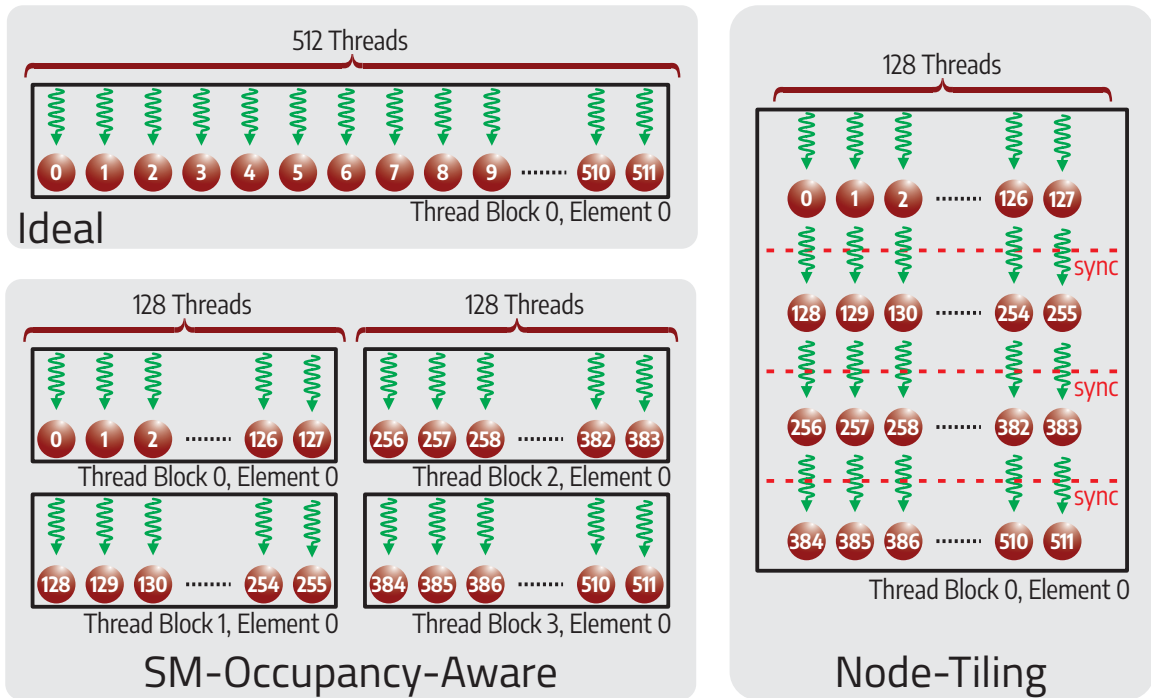 512 Threads
0 1 2 3 4 5 6 7 8 9 ........ 510 511
Thread Block 0, Element 0
Ideal
128 Threads 128 Threads
0 1 2 ........ 126 127
256 257 258 ........ 382 383
Thread Block 0, Element 0
Thread Block 2, Element 0
128 129 130 ........ 254 255
384 385 386 ........ 510 511
Thread Block 1, Element 0
Thread Block 3, Element 0
SM-Occupancy-Aware
128 Threads
0 1 2 ........ 126 127
sync
128 129 130 ........ 254 255
sync
256 257 258 ........ 382 383
sync
384 385 386 ........ 510 511
Thread Block 0, Element 0
Node-Tiling